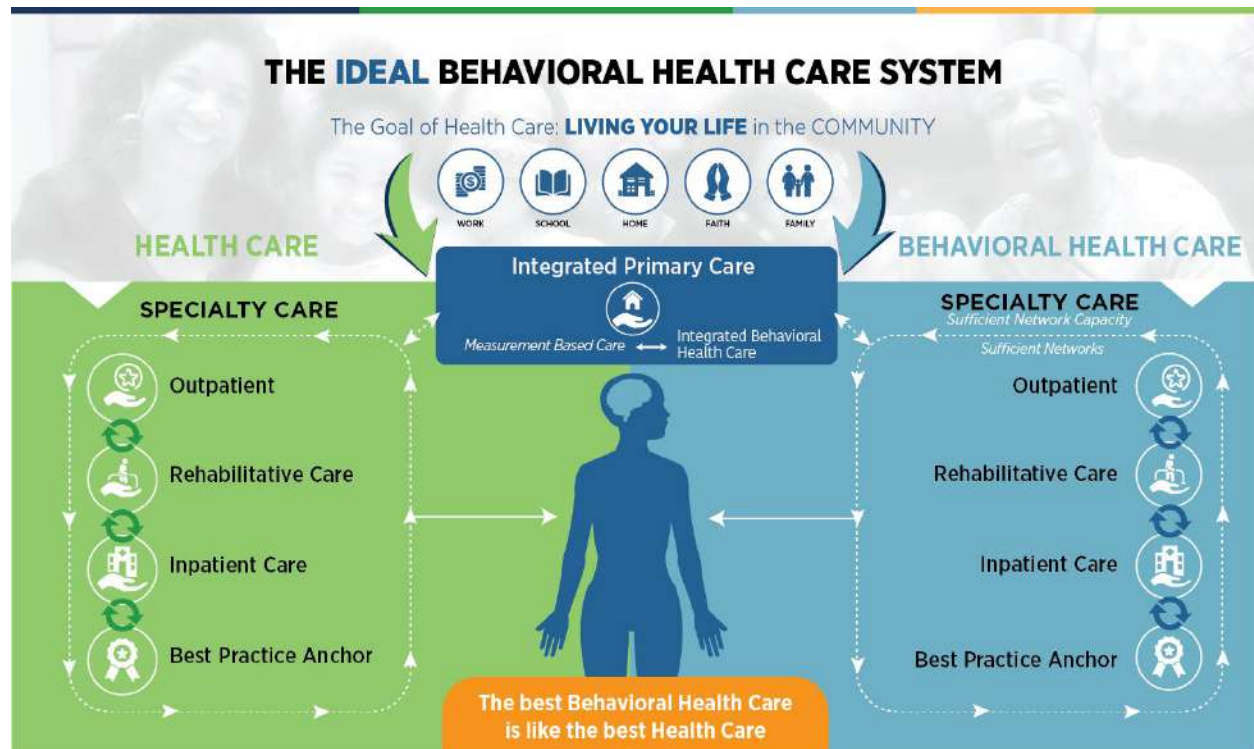 THE IDEAL BEHAVIORAL HEALTH CARE SYSTEM
The Goal of Health Care: LIVING YOUR LIFE in the COMMUNITY
WORK
SCHOOL
HOME
FAITH
FAMILY
HEALTH CARE
BEHAVIORAL HEALTH CARE
Integrated Primary Care
Measurement Based Care
Integrated Behavioral
Health Care
SPECIALTY CARE
Outpatient
Rehabilitative Care
Inpatient Care
Best Practice Anchor
SPECIALTY CARE
Sufficient Network Capacity
Sufficient Networks
Outpatient
Rehabilitative Care
Inpatient Care
Best Practice Anchor
The best Behavioral Health Care
is like the best Health Care